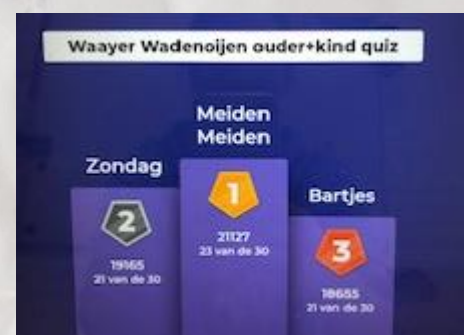 Waayer Wadenoijen ouder+kind quiz
Meiden
Meiden
Zondag
Bartjes
1
2
3
21127
23 van de 30
19165
21 van de 30
18655
21 van de 30